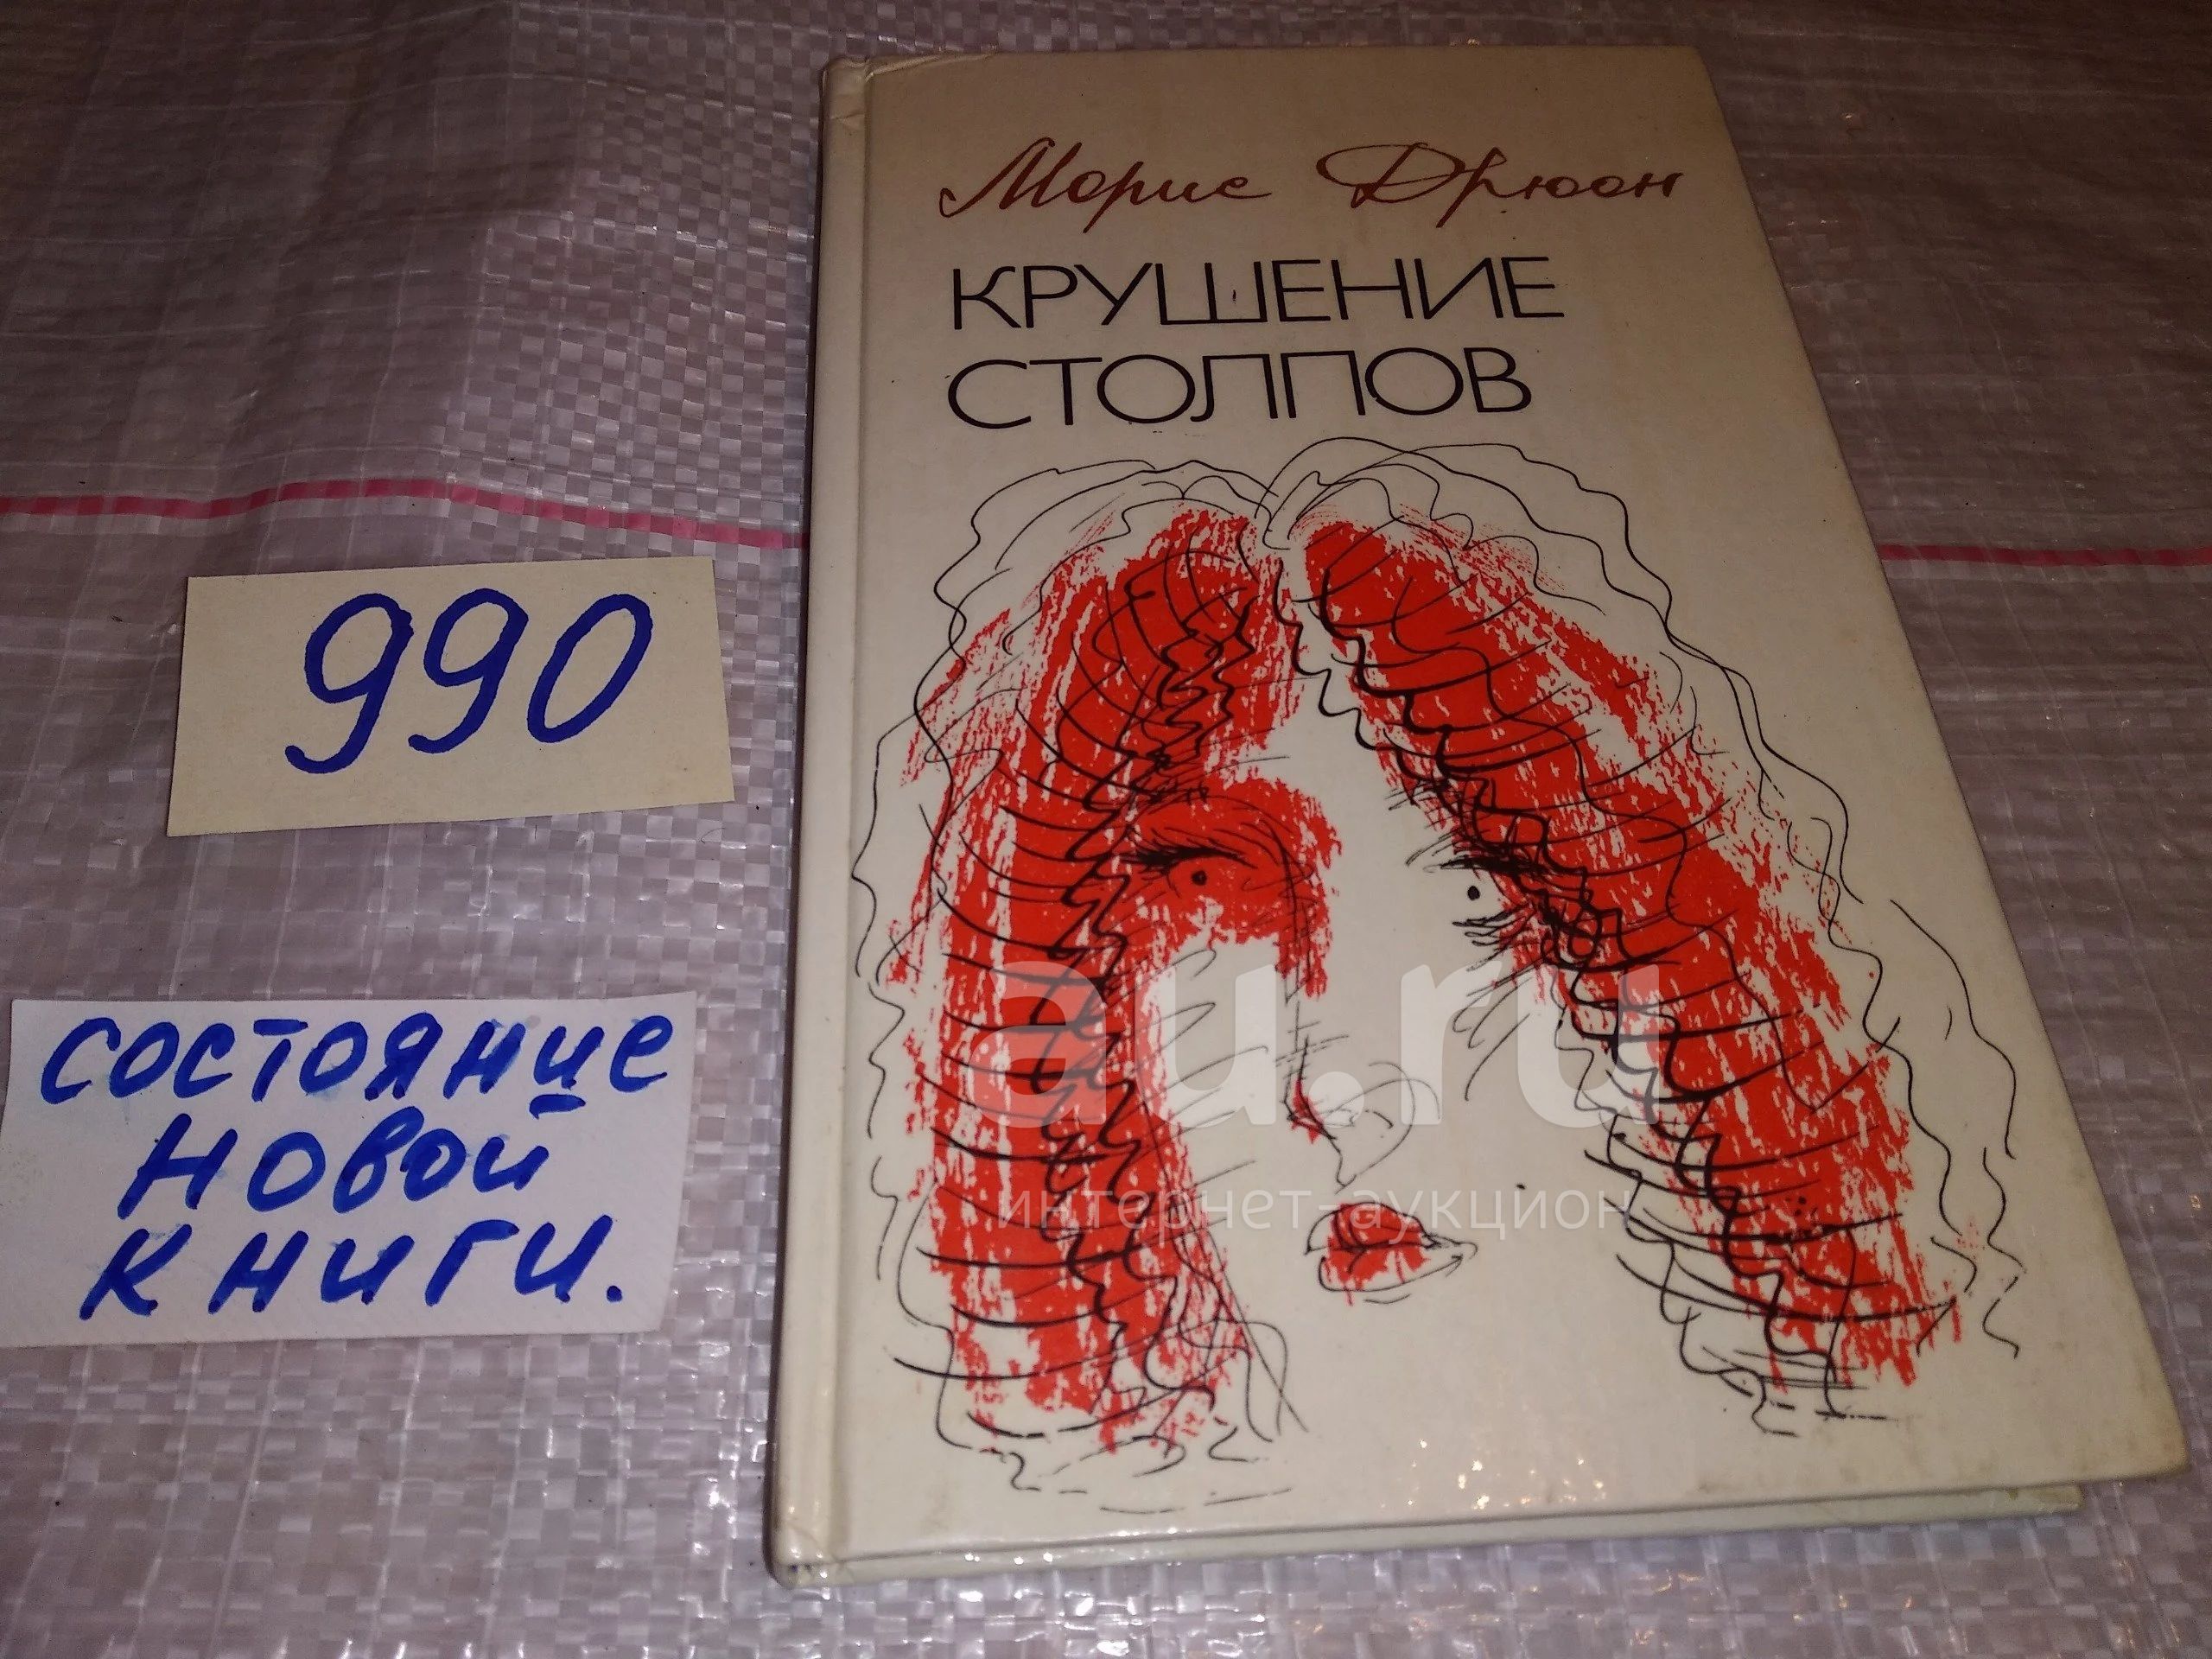 Морис Дрюон
КРУШЕНИЕ
СТОЛПОВ
990
состояние
новой
книги.
au.ru
интернет-аукцион